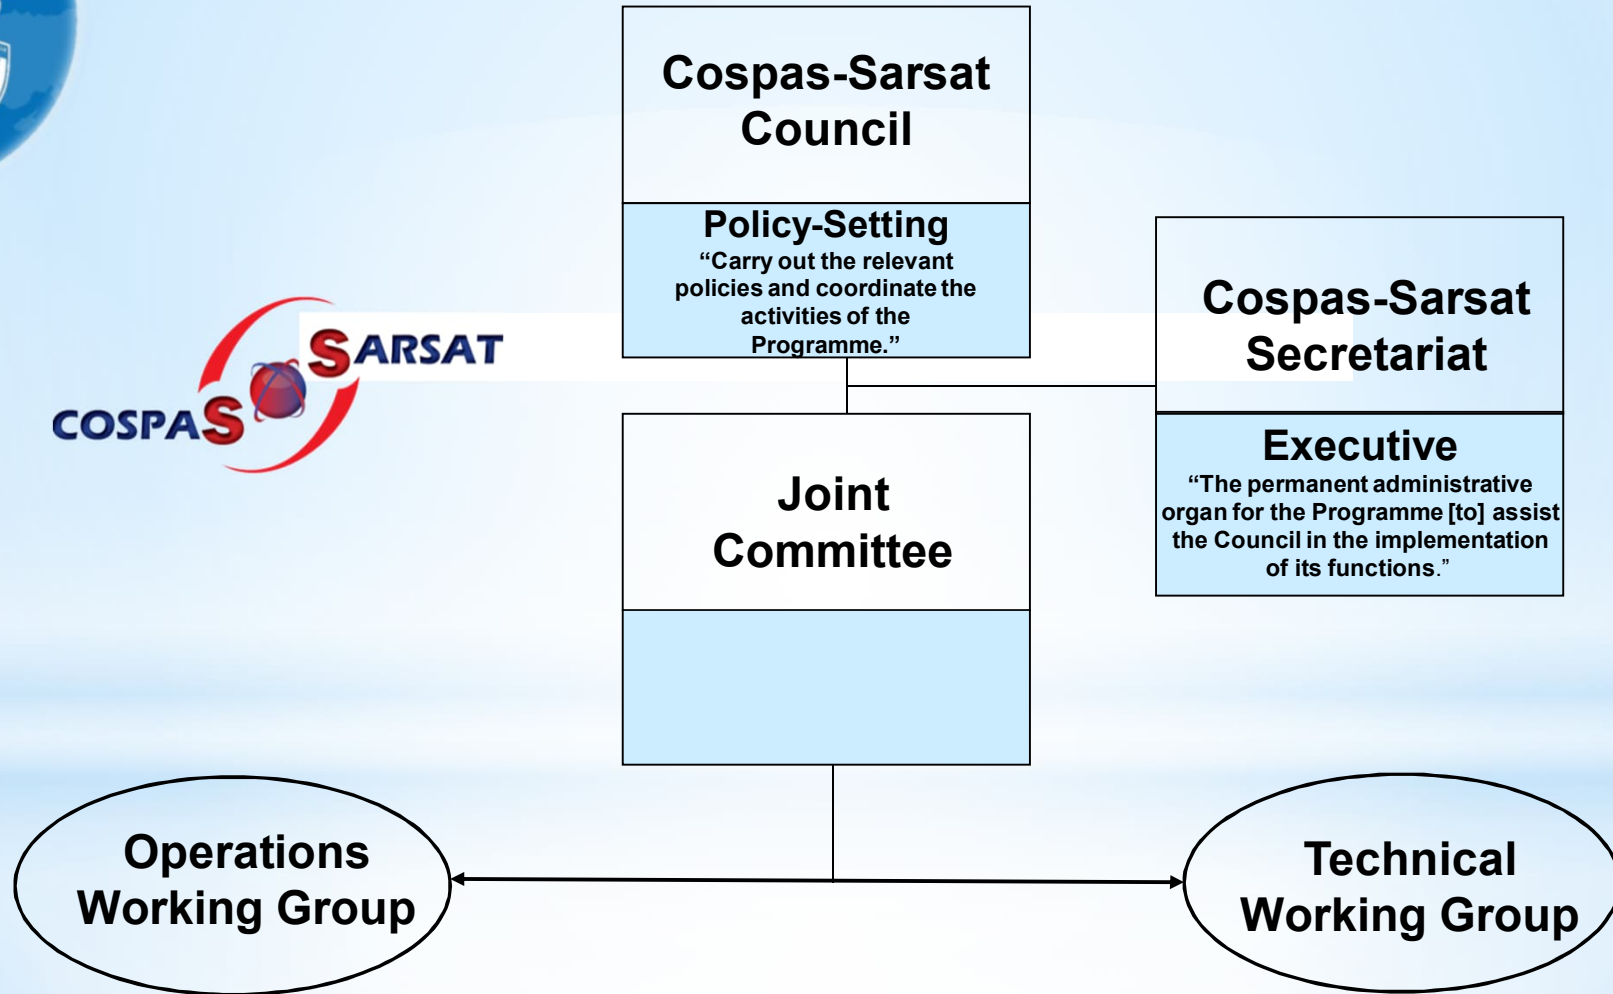 Cospas-Sarsat
Council
Policy-Setting
“Carry out the relevant
policies and coordinate the
activities of the
Programme.”
Cospas-Sarsat
Secretariat
Executive
“The permanent administrative
organ for the Programme [to] assist
the Council in the implementation
of its functions.”
SARSAT
COSPAS
Joint
Committee
Operations
Working Group
Technical
Working Group